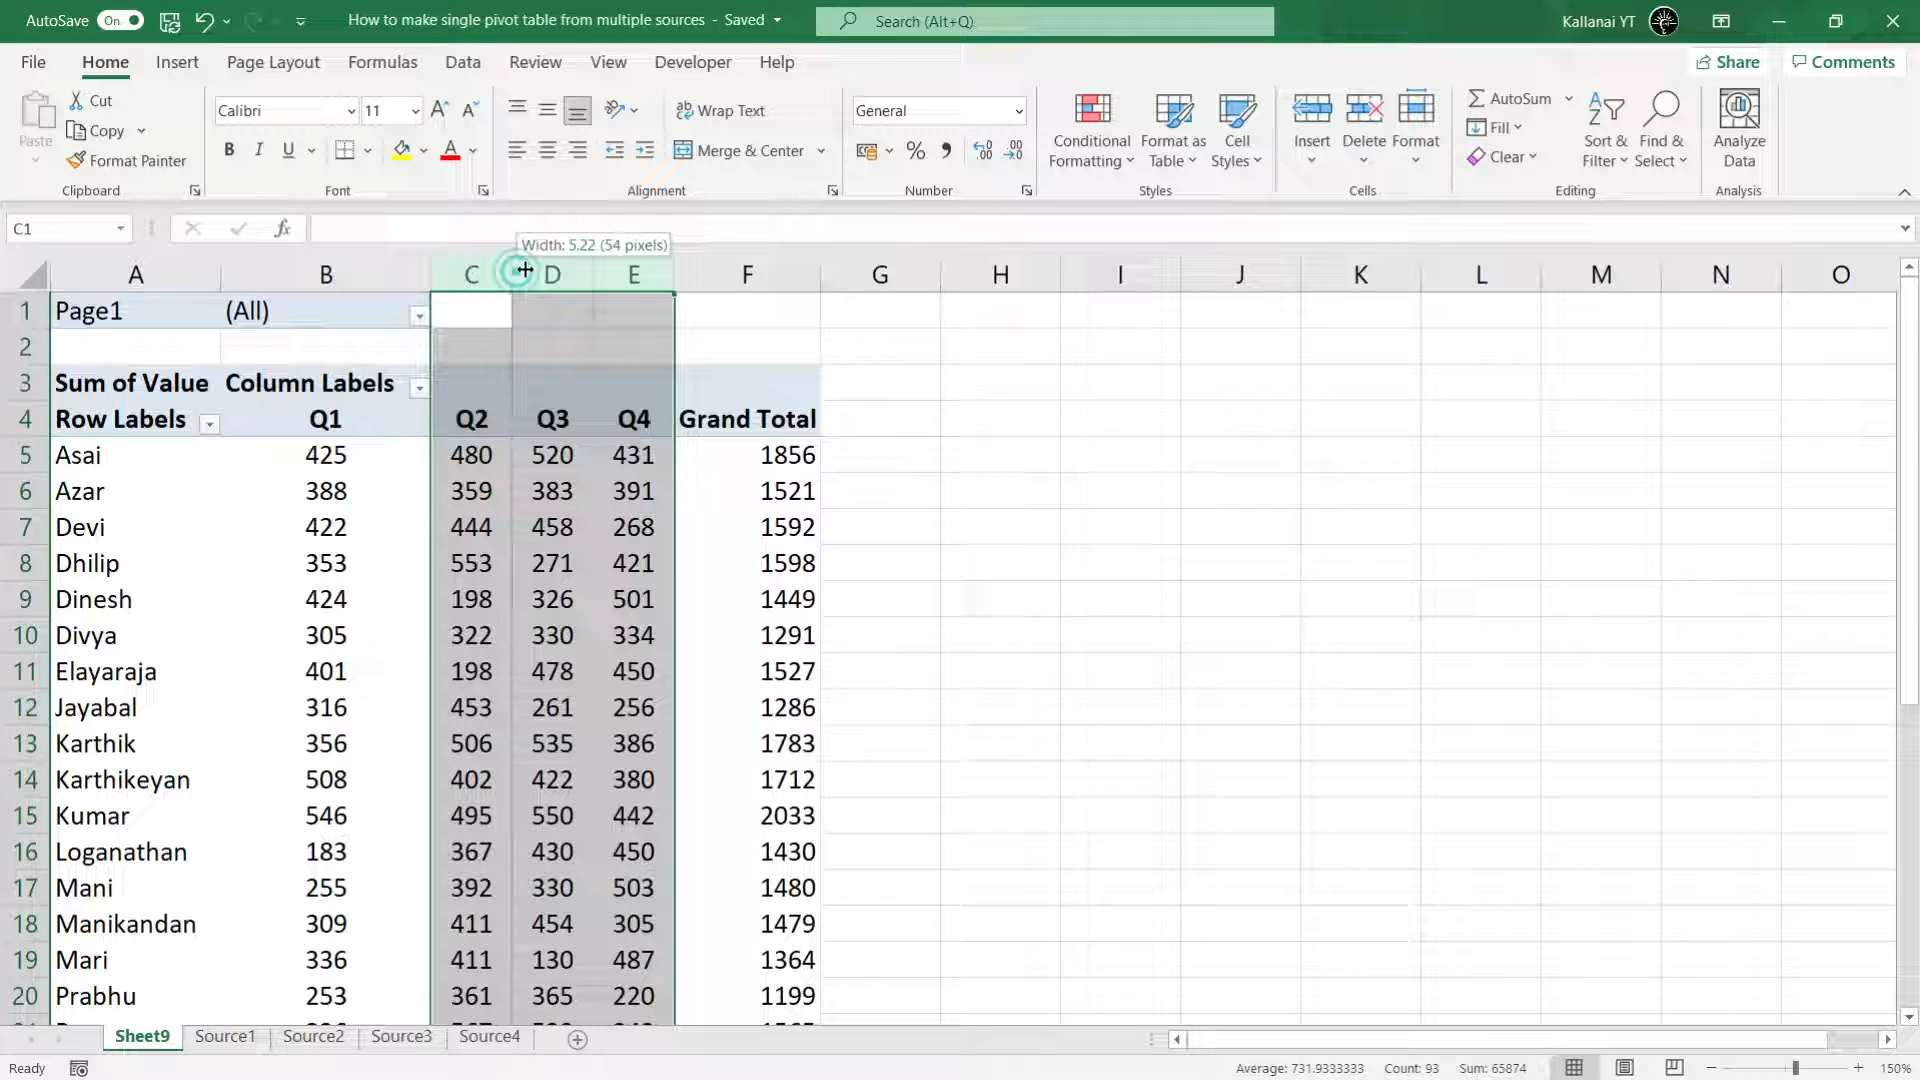 AutoSave On How to make single pivot table from multiple sources - Saved Search (Alt+Q) Kallanai YT
File Home Insert Page Layout Formulas Data Review View Developer Help Share Comments
Paste Cut Copy Format Painter Clipboard
Calibri 11 B I U A Font
Wrap Text Merge & Center Alignment
General % , Number
Conditional Formatting Format as Table Cell Styles Styles
Insert Delete Format Cells
AutoSum Fill Clear Sort & Filter Find & Select Editing
Analyze Data Analysis
C1 fx
Width: 5.22 (54 pixels)
A B C D E F G H I J K L M N O
1 Page1 (All)
2
3 Sum of Value Column Labels
4 Row Labels Q1 Q2 Q3 Q4 Grand Total
5 Asai 425 480 520 431 1856
6 Azar 388 359 383 391 1521
7 Devi 422 444 458 268 1592
8 Dhilip 353 553 271 421 1598
9 Dinesh 424 198 326 501 1449
10 Divya 305 322 330 334 1291
11 Elayaraja 401 198 478 450 1527
12 Jayabal 316 453 261 256 1286
13 Karthik 356 506 535 386 1783
14 Karthikeyan 508 402 422 380 1712
15 Kumar 546 495 550 442 2033
16 Loganathan 183 367 430 450 1430
17 Mani 255 392 330 503 1480
18 Manikandan 309 411 454 305 1479
19 Mari 336 411 130 487 1364
20 Prabhu 253 361 365 220 1199
Sheet9 Source1 Source2 Source3 Source4
Ready Average: 731.9333333 Count: 93 Sum: 65874 150%